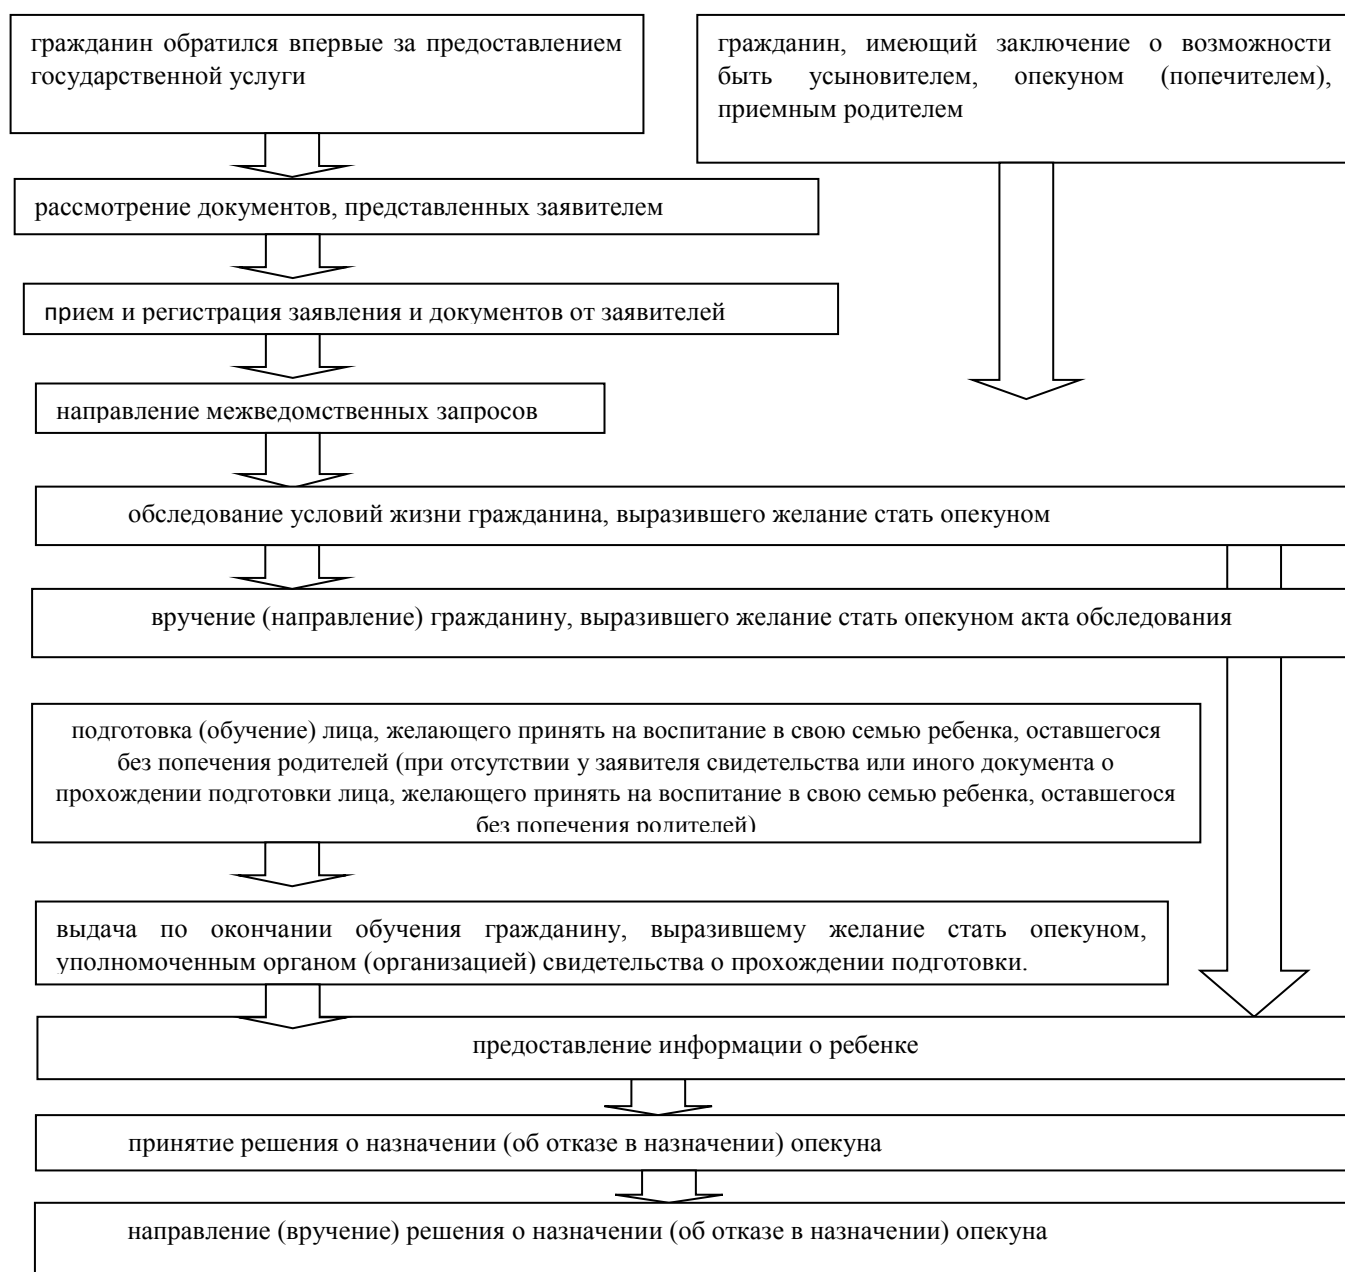 гражданин обратился впервые за предоставлением
государственной услуги
гражданин, имеющий заключение о возможности
быть усыновителем, опекуном (попечителем),
приемным родителем
рассмотрение документов, представленных заявителем
прием и регистрация заявления и документов от заявителей
направление межведомственных запросов
обследование условий жизни гражданина, выразившего желание стать опекуном
вручение (направление) гражданину, выразившего желание стать опекуном акта обследования
подготовка (обучение) лица, желающего принять на воспитание в свою семью ребенка, оставшегося
без попечения родителей (при отсутствии у заявителя свидетельства или иного документа о
прохождении подготовки лица, желающего принять на воспитание в свою семью ребенка, оставшегося
без попечения родителей)
выдача по окончании обучения гражданину, выразившему желание стать опекуном,
уполномоченным органом (организацией) свидетельства о прохождении подготовки.
предоставление информации о ребенке
принятие решения о назначении (об отказе в назначении) опекуна
направление (вручение) решения о назначении (об отказе в назначении) опекуна